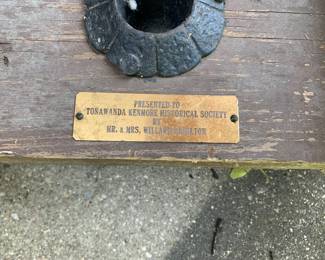 PRESENTED TO
TONAWANDA KENMORE HISTORICAL SOCIETY
BY
MR. & MRS. WILLARD